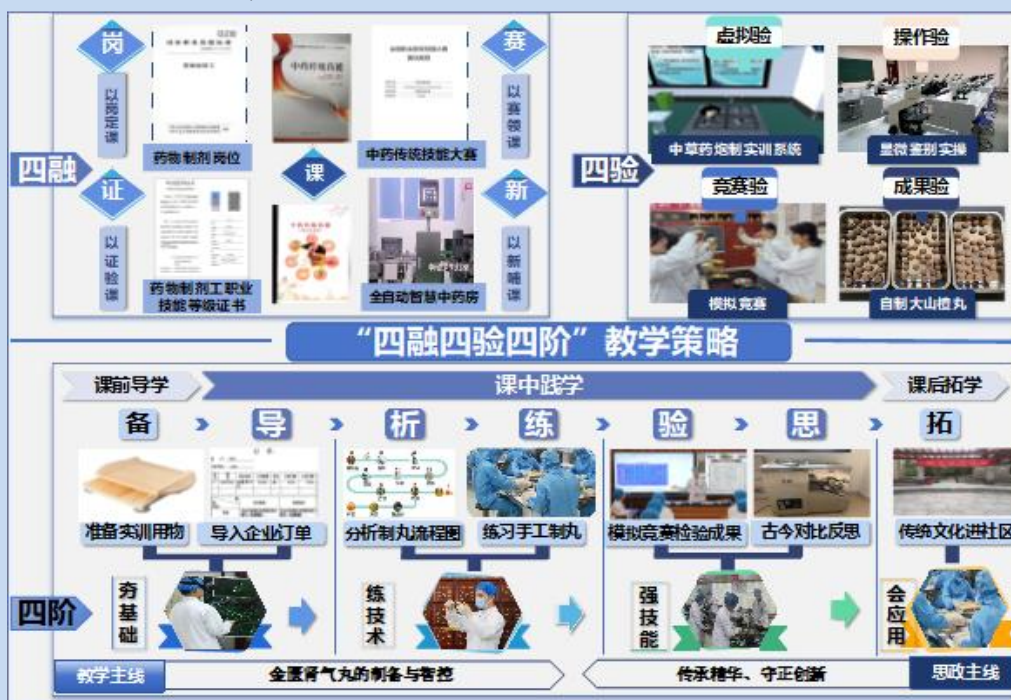 岗
以岗定课
药物制剂岗位
中药传统技能
中药传统技能大赛
赛
以赛领课
四融
课
证
以证验课
药物制剂工职业
技能等级证书
全自动智慧中药房
新
以新哺课
四验
虚拟验
中草药炮制实训系统
操作验
显微鉴别实操
竞赛验
模拟竞赛
成果验
自制大山楂丸
“四融四验四阶”教学策略
课前导学
课中践学
课后拓学
备
导
析
练
验
思
拓
准备实训用物
导入企业订单
分析制丸流程图
练习手工制丸
模拟竞赛检验成果
古今对比反思
传统文化进社区
四阶
夯基础
练技术
强技能
会应用
教学主线
金匮肾气丸的制备与智控
传承精华、守正创新
思政主线